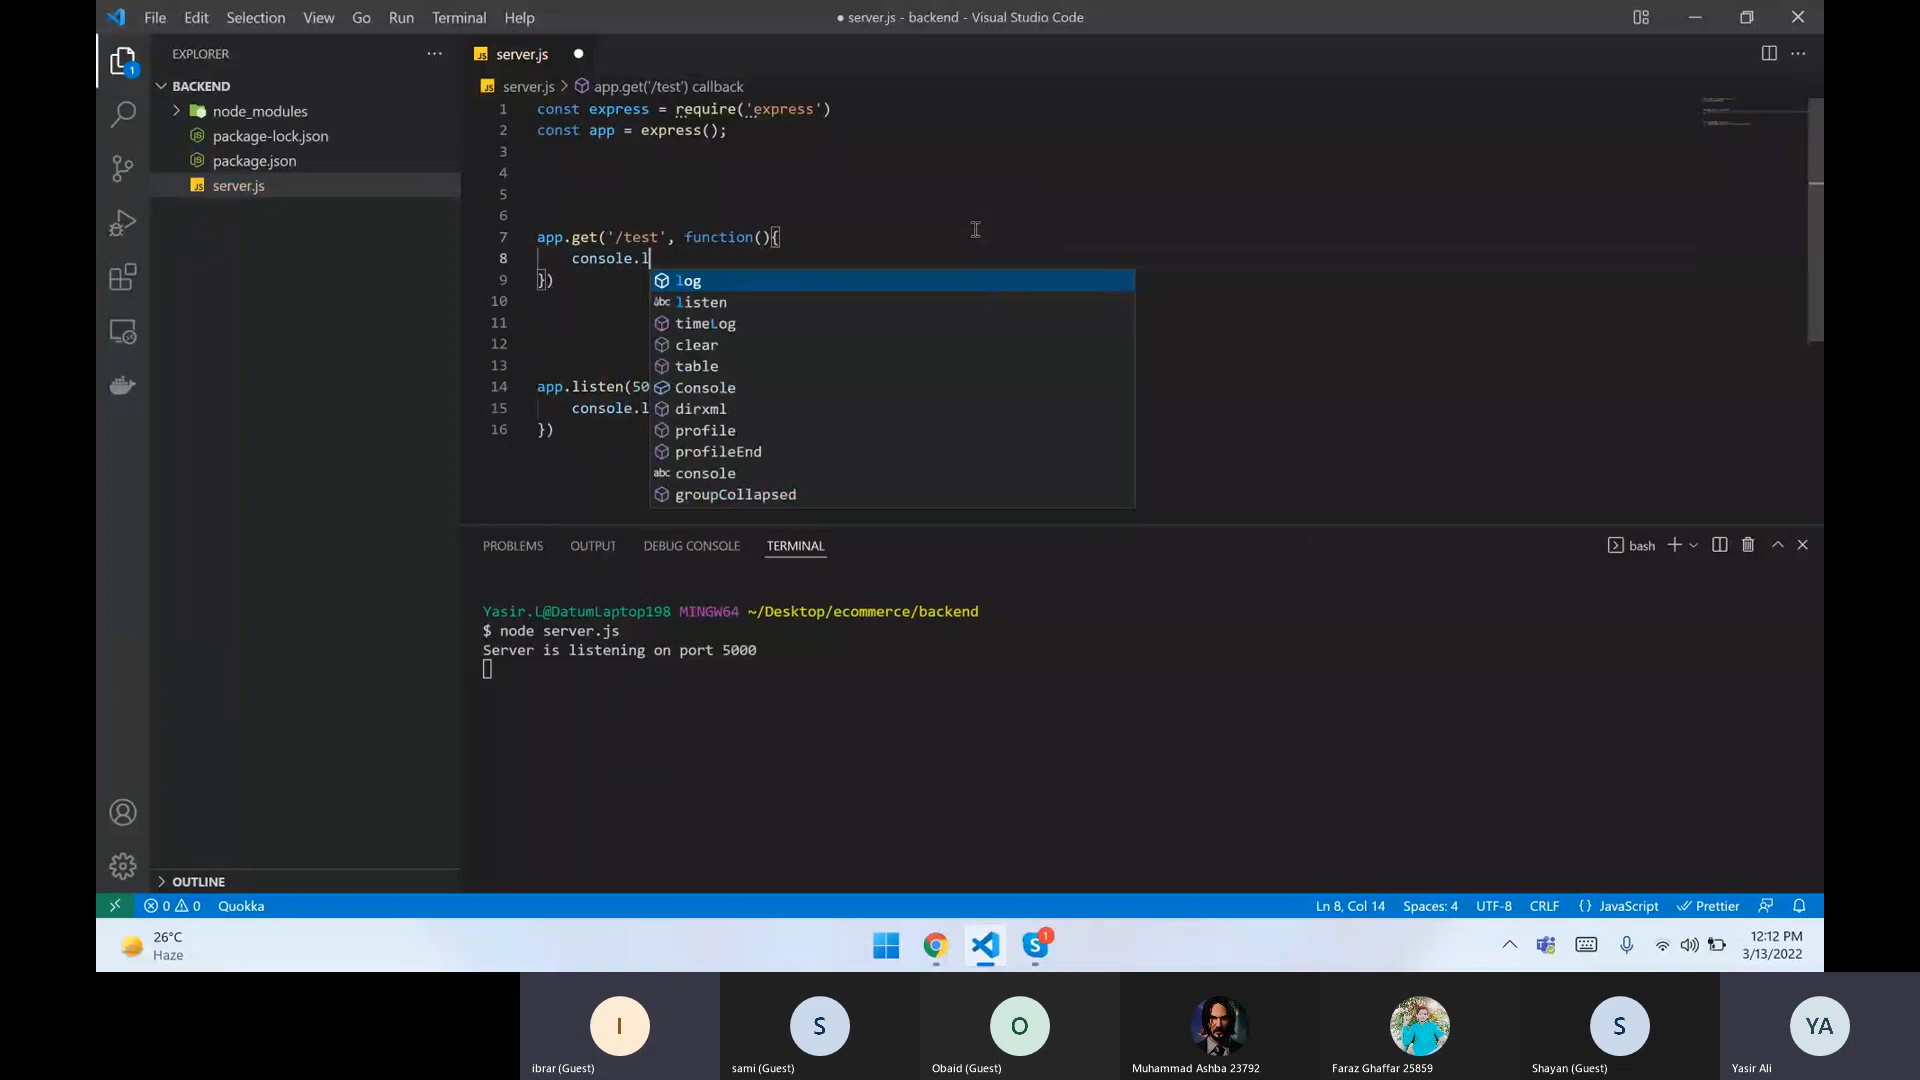 File Edit Selection View Go Run Terminal Help
● server.js - backend - Visual Studio Code
EXPLORER
1
BACKEND
node_modules
package-lock.json
package.json
JS server.js
OUTLINE
JS server.js ●
JS server.js > app.get('/test') callback
1 const express = require('express')
2 const app = express();
3
4
5
6
7 app.get('/test', function(){
8 console.l
9 })
10
11
12
13
14 app.listen(50
15 console.l
16 })
log
abc listen
timeLog
clear
table
Console
dirxml
profile
profileEnd
abc console
groupCollapsed
PROBLEMS OUTPUT DEBUG CONSOLE TERMINAL
bash
Yasir.L@DatumLaptop198 MINGW64 ~/Desktop/ecommerce/backend
$ node server.js
Server is listening on port 5000
0 0 Quokka
Ln 8, Col 14 Spaces: 4 UTF-8 CRLF {} JavaScript Prettier
26°C
Haze
S 1
12:12 PM
3/13/2022
I S O S YA
ibrar (Guest) sami (Guest) Obaid (Guest) Muhammad Ashba 23792 Faraz Ghaffar 25859 Shayan (Guest) Yasir Ali